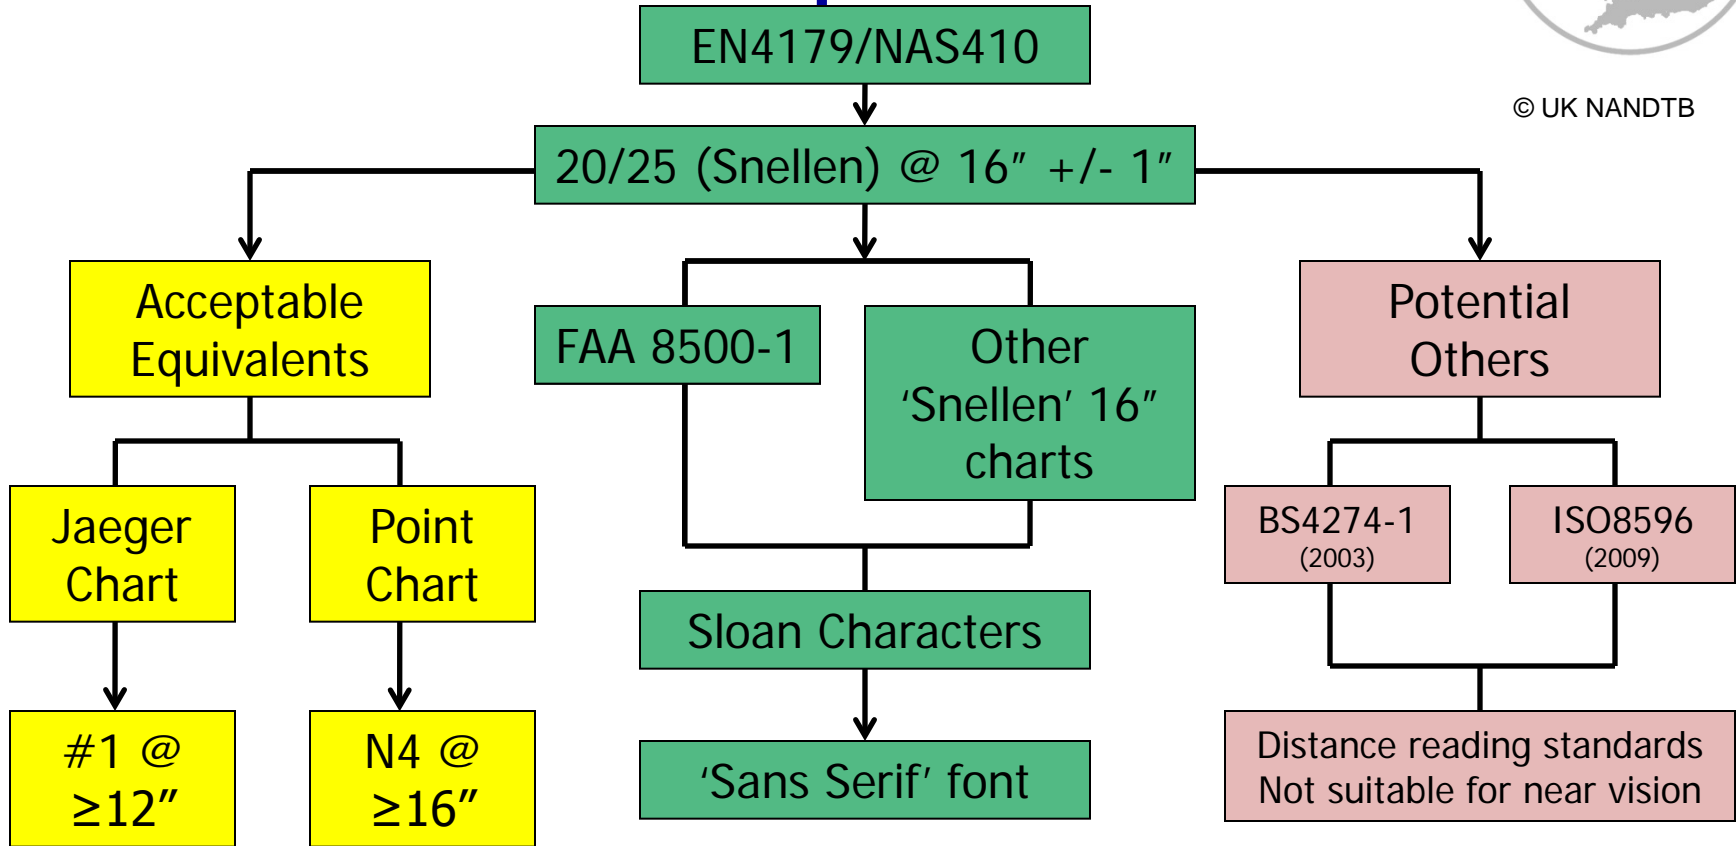 EN4179/NAS410
© UK NANDTB
20/25 (Snellen) @ 16″ +/- 1″
Acceptable
Equivalents
FAA 8500-1
Other
‘Snellen’ 16″
charts
Potential
Others
Jaeger
Chart
Point
Chart
BS4274-1
(2003)
ISO8596
(2009)
Sloan Characters
#1 @
≥12″
N4 @
≥16″
‘Sans Serif’ font
Distance reading standards
Not suitable for near vision